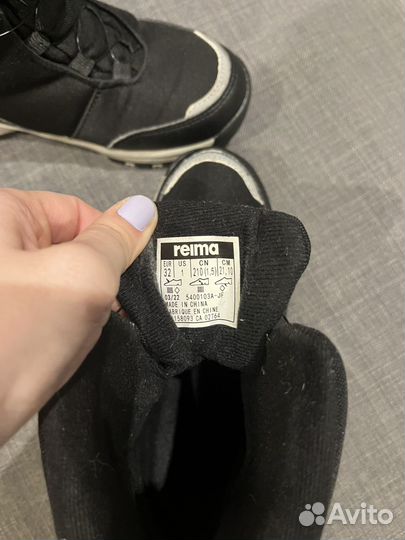 reima
EUR US CN CM
32 1 210(1,5) 21,10
03/22 5400103A-JF
MADE IN CHINA
FABRIQUE EN CHINE
158093 CA 02764
Avito